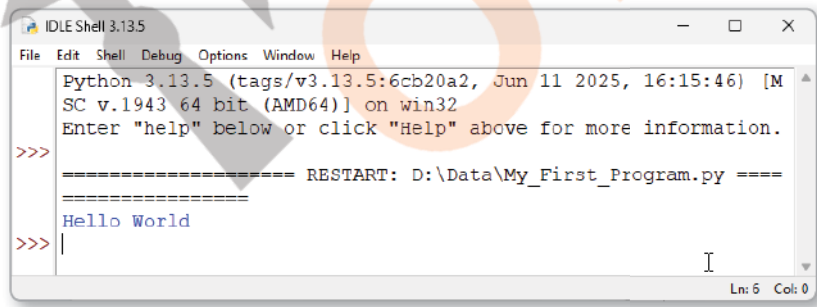 IDLE Shell 3.13.5
File Edit Shell Debug Options Window Help
Python 3.13.5 (tags/v3.13.5:6cb20a2, Jun 11 2025, 16:15:46) [M
SC v.1943 64 bit (AMD64)] on win32
Enter "help" below or click "Help" above for more information.
>>>
==================== RESTART: D:\Data\My_First_Program.py ====
================
Hello World
>>>
Ln: 6 Col: 0